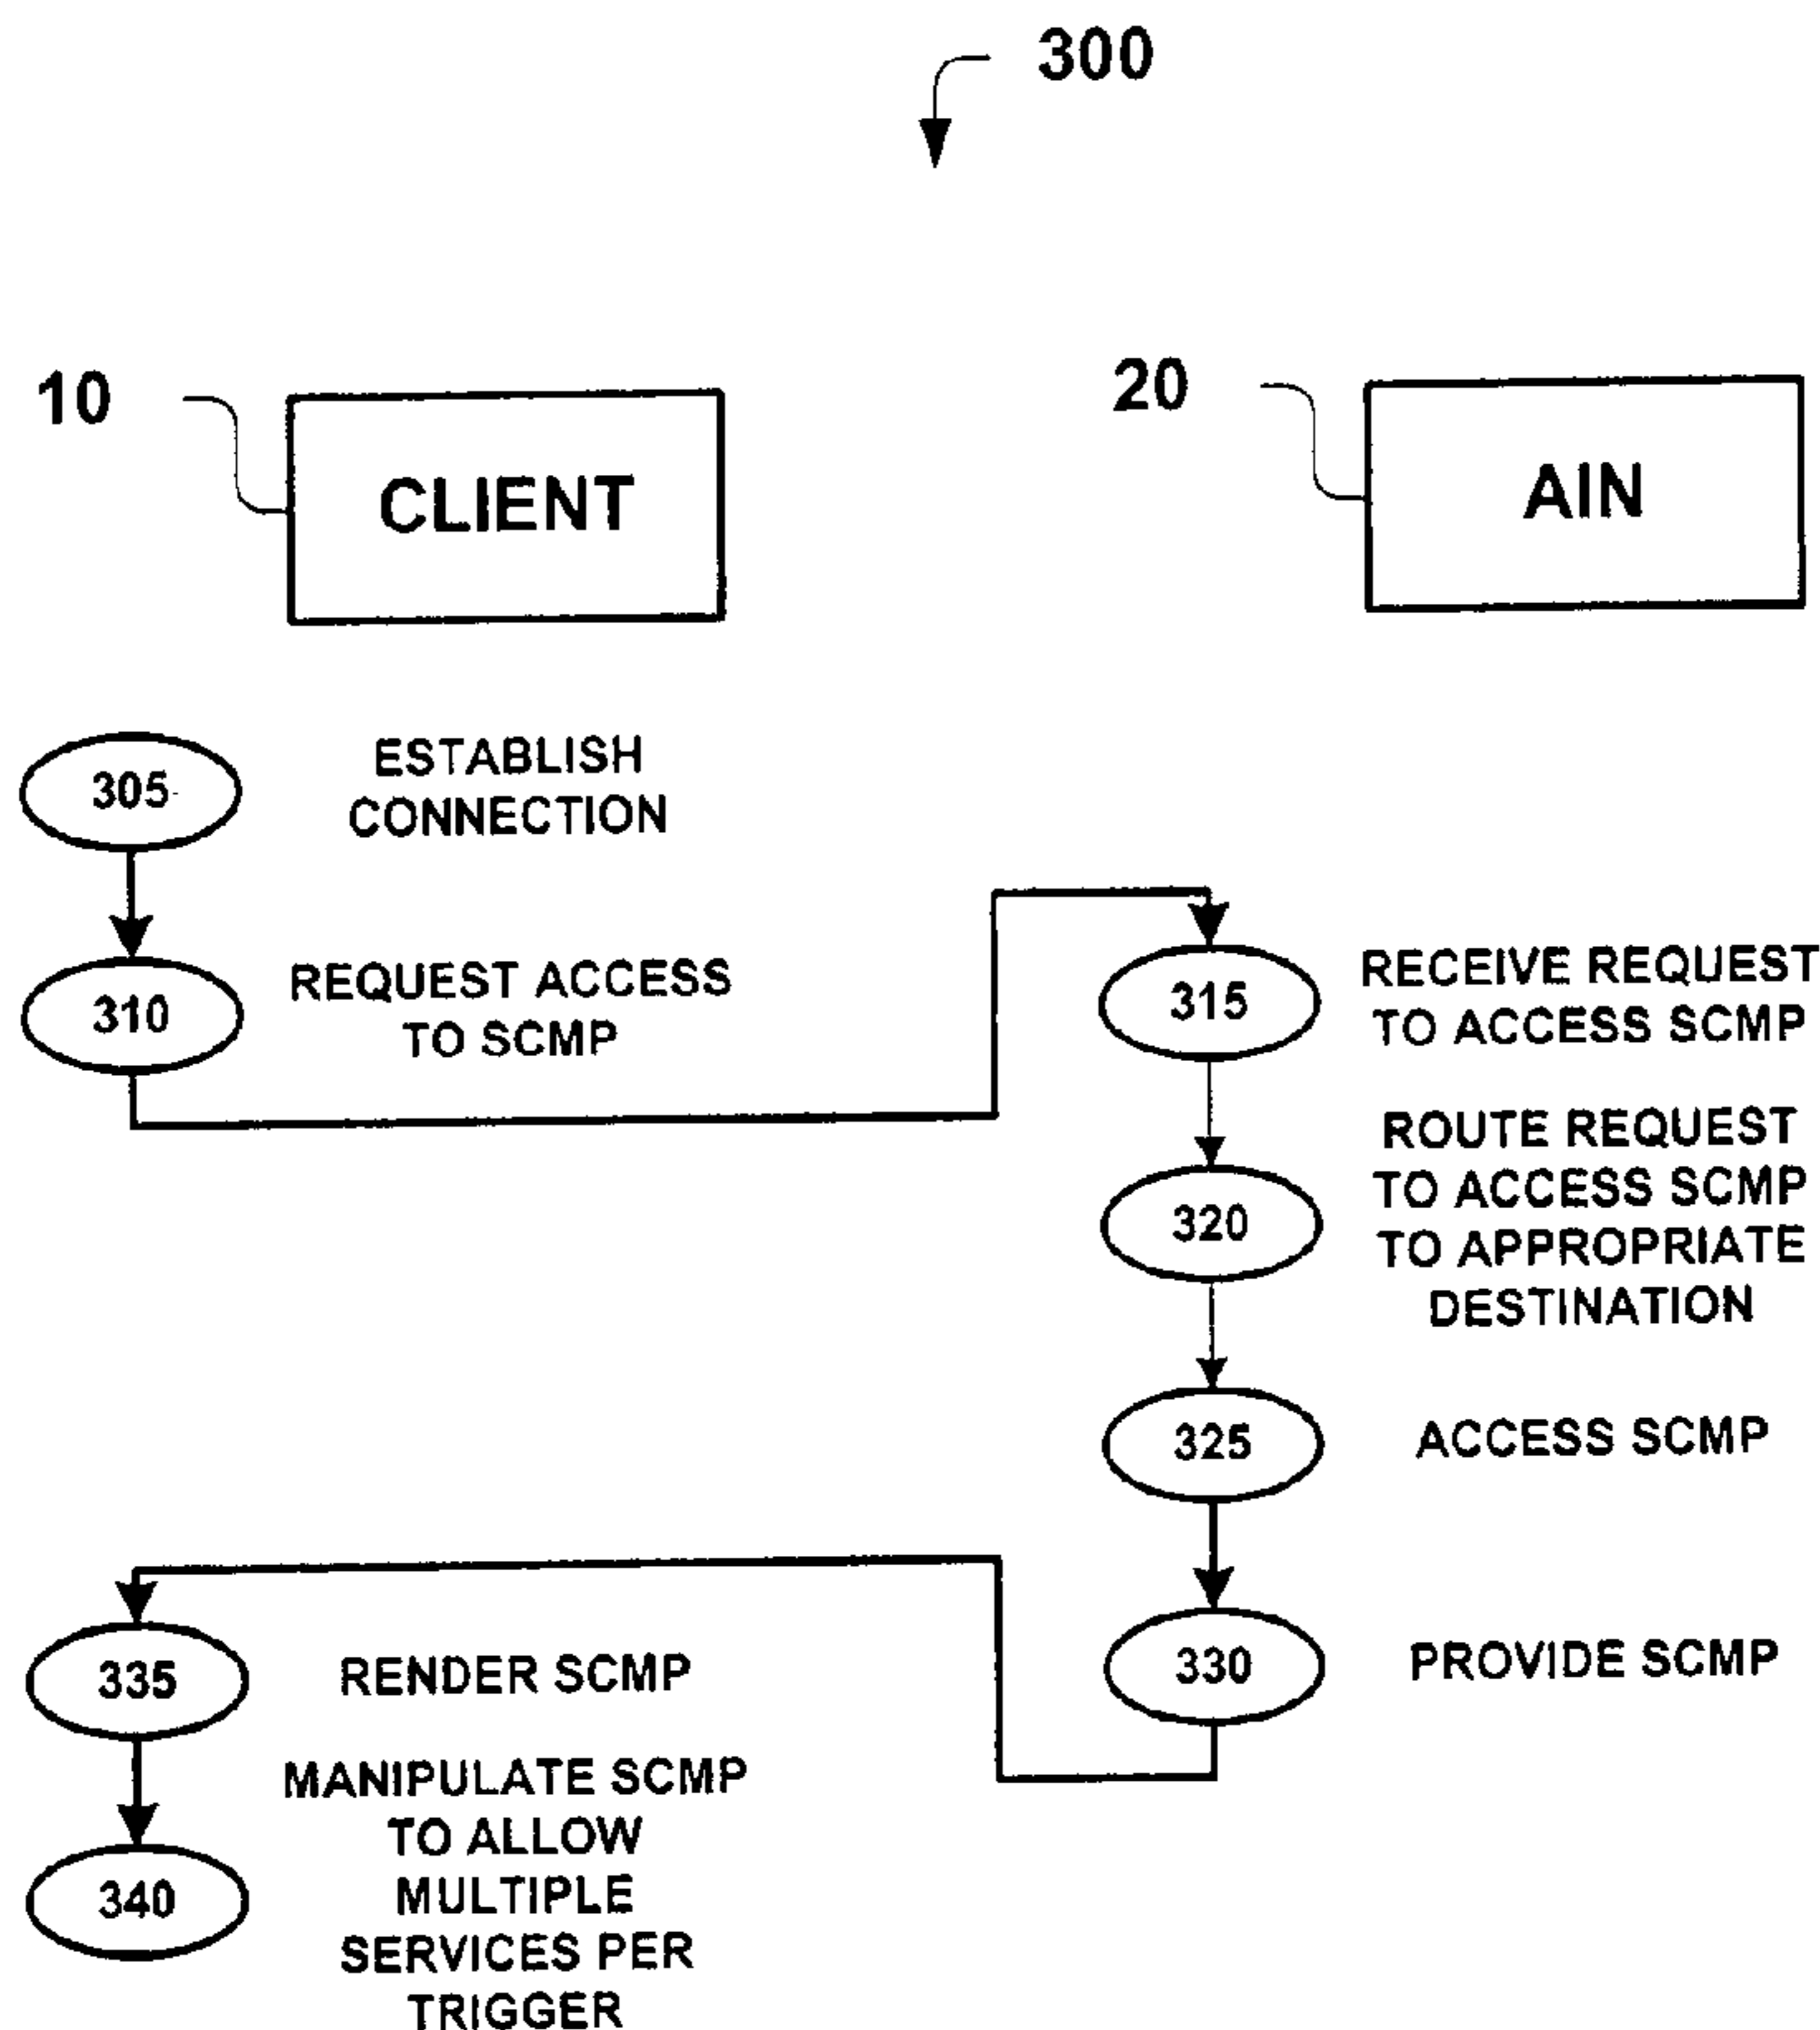 300
10
CLIENT
20
AIN
305
ESTABLISH
CONNECTION
310
REQUEST ACCESS
TO SCMP
315
RECEIVE REQUEST
TO ACCESS SCMP
320
ROUTE REQUEST
TO ACCESS SCMP
TO APPROPRIATE
DESTINATION
325
ACCESS SCMP
330
PROVIDE SCMP
335
RENDER SCMP
340
MANIPULATE SCMP
TO ALLOW
MULTIPLE
SERVICES PER
TRIGGER